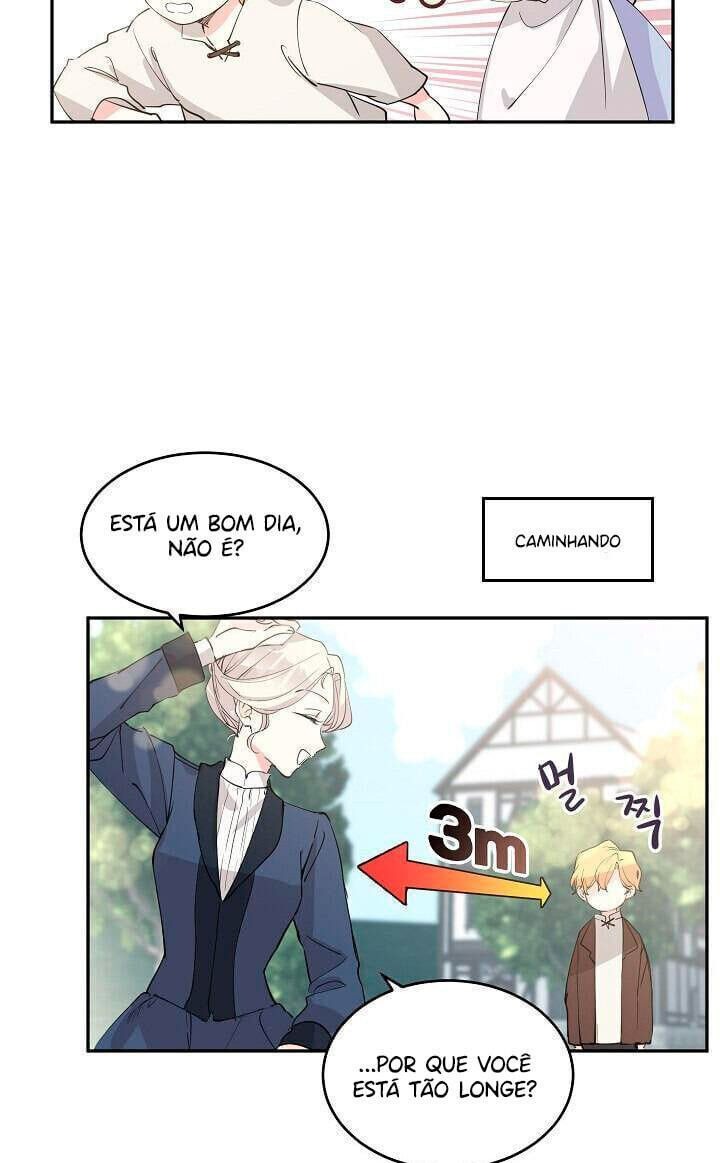 ESTÁ UM BOM DIA,
NÃO É?
CAMINHANDO
멀찍
3m
...POR QUE VOCÊ
ESTÁ TÃO LONGE?